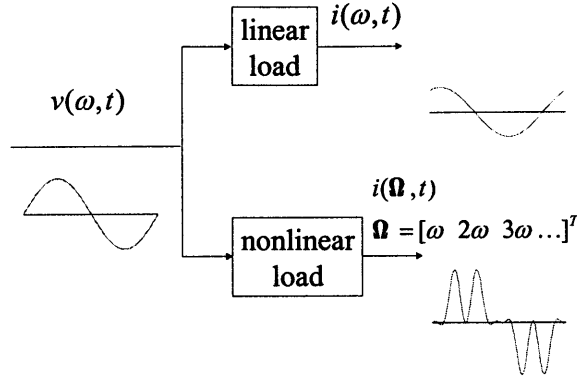 linear
load
i(ω,t)
v(ω,t)
nonlinear
load
i(Ω,t)
Ω = [ω 2ω 3ω ...]ᵀ